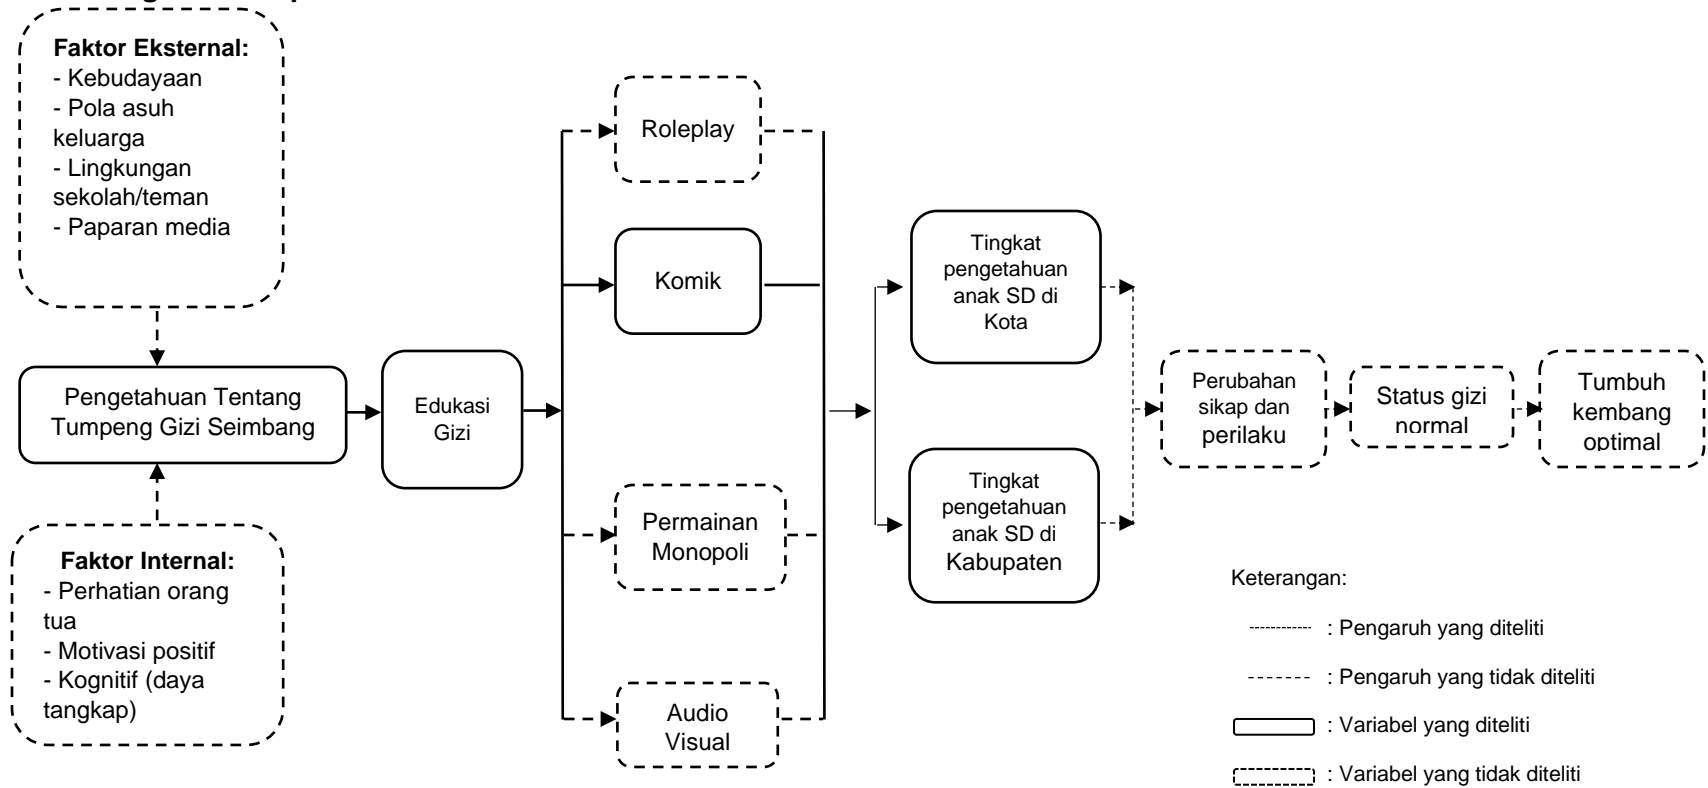 Faktor Eksternal:
- Kebudayaan
- Pola asuh
keluarga
- Lingkungan
sekolah/teman
- Paparan media
Pengetahuan Tentang
Tumpeng Gizi Seimbang
Faktor Internal:
- Perhatian orang
tua
- Motivasi positif
- Kognitif (daya
tangkap)
Edukasi
Gizi
Roleplay
Komik
Permainan
Monopoli
Audio
Visual
Tingkat
pengetahuan
anak SD di
Kota
Tingkat
pengetahuan
anak SD di
Kabupaten
Perubahan
sikap dan
perilaku
Status gizi
normal
Tumbuh
kembang
optimal
Keterangan:
: Pengaruh yang diteliti
: Pengaruh yang tidak diteliti
: Variabel yang diteliti
: Variabel yang tidak diteliti